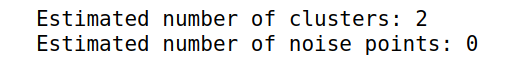 Estimated number of clusters: 2
Estimated number of noise points: 0